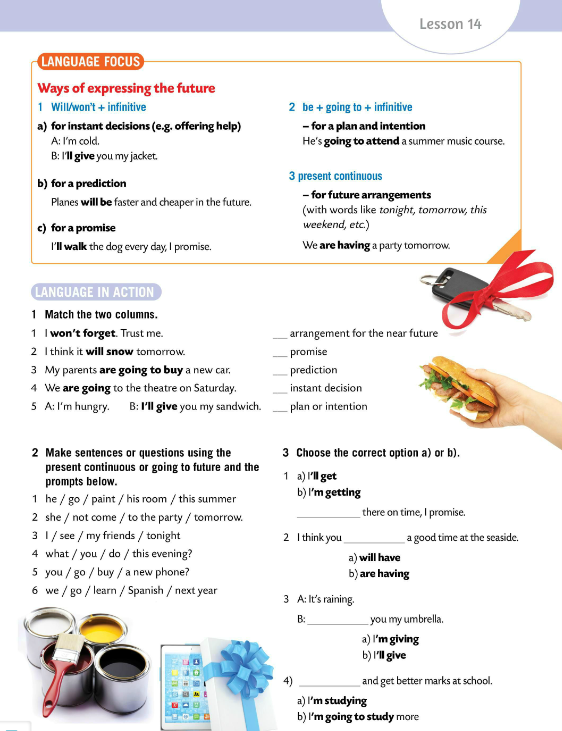 Lesson 14
LANGUAGE FOCUS
Ways of expressing the future
1 Will/won't + infinitive
a) for instant decisions (e.g. offering help)
A: I'm cold.
B: I'll give you my jacket.
b) for a prediction
Planes will be faster and cheaper in the future.
c) for a promise
I'll walk the dog every day, I promise.
2 be + going to + infinitive
– for a plan and intention
He's going to attend a summer music course.
3 present continuous
– for future arrangements
(with words like tonight, tomorrow, this
weekend, etc.)
We are having a party tomorrow.
LANGUAGE IN ACTION
1 Match the two columns.
1 I won't forget. Trust me.
2 I think it will snow tomorrow.
3 My parents are going to buy a new car.
4 We are going to the theatre on Saturday.
5 A: I'm hungry. B: I'll give you my sandwich.
___ arrangement for the near future
___ promise
___ prediction
___ instant decision
___ plan or intention
2 Make sentences or questions using the
present continuous or going to future and the
prompts below.
1 he / go / paint / his room / this summer
2 she / not come / to the party / tomorrow.
3 I / see / my friends / tonight
4 what / you / do / this evening?
5 you / go / buy / a new phone?
6 we / go / learn / Spanish / next year
3 Choose the correct option a) or b).
1 a) I'll get
b) I'm getting
___________ there on time, I promise.
2 I think you ___________ a good time at the seaside.
a) will have
b) are having
3 A: It's raining.
B: ___________ you my umbrella.
a) I'm giving
b) I'll give
4) ___________ and get better marks at school.
a) I'm studying
b) I'm going to study more